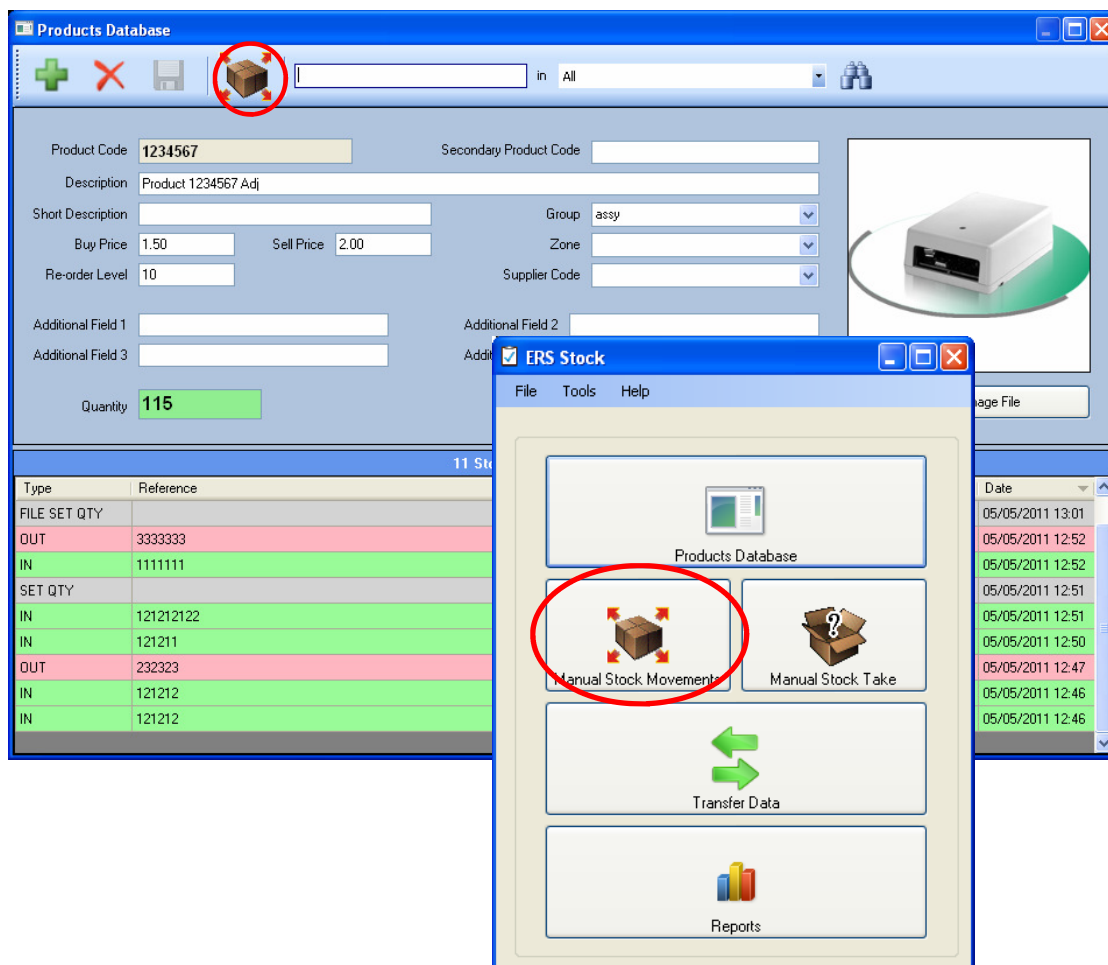 Products Database
in All
Product Code 1234567 Secondary Product Code
Description Product 1234567 Adj
Short Description Group assy
Buy Price 1.50 Sell Price 2.00 Zone
Re-order Level 10 Supplier Code
Additional Field 1 Additional Field 2
Additional Field 3
Quantity 115 File
11
Type Reference Date
FILE SET QTY 05/05/2011 13:01
OUT 3333333 05/05/2011 12:52
IN 1111111 05/05/2011 12:52
SET QTY 05/05/2011 12:51
IN 121212122 05/05/2011 12:51
IN 121211 05/05/2011 12:50
OUT 232323 05/05/2011 12:47
IN 121212 05/05/2011 12:46
IN 121212 05/05/2011 12:46
ERS Stock
File Tools Help
Products Database
Manual Stock Movements Manual Stock Take
Transfer Data
Reports